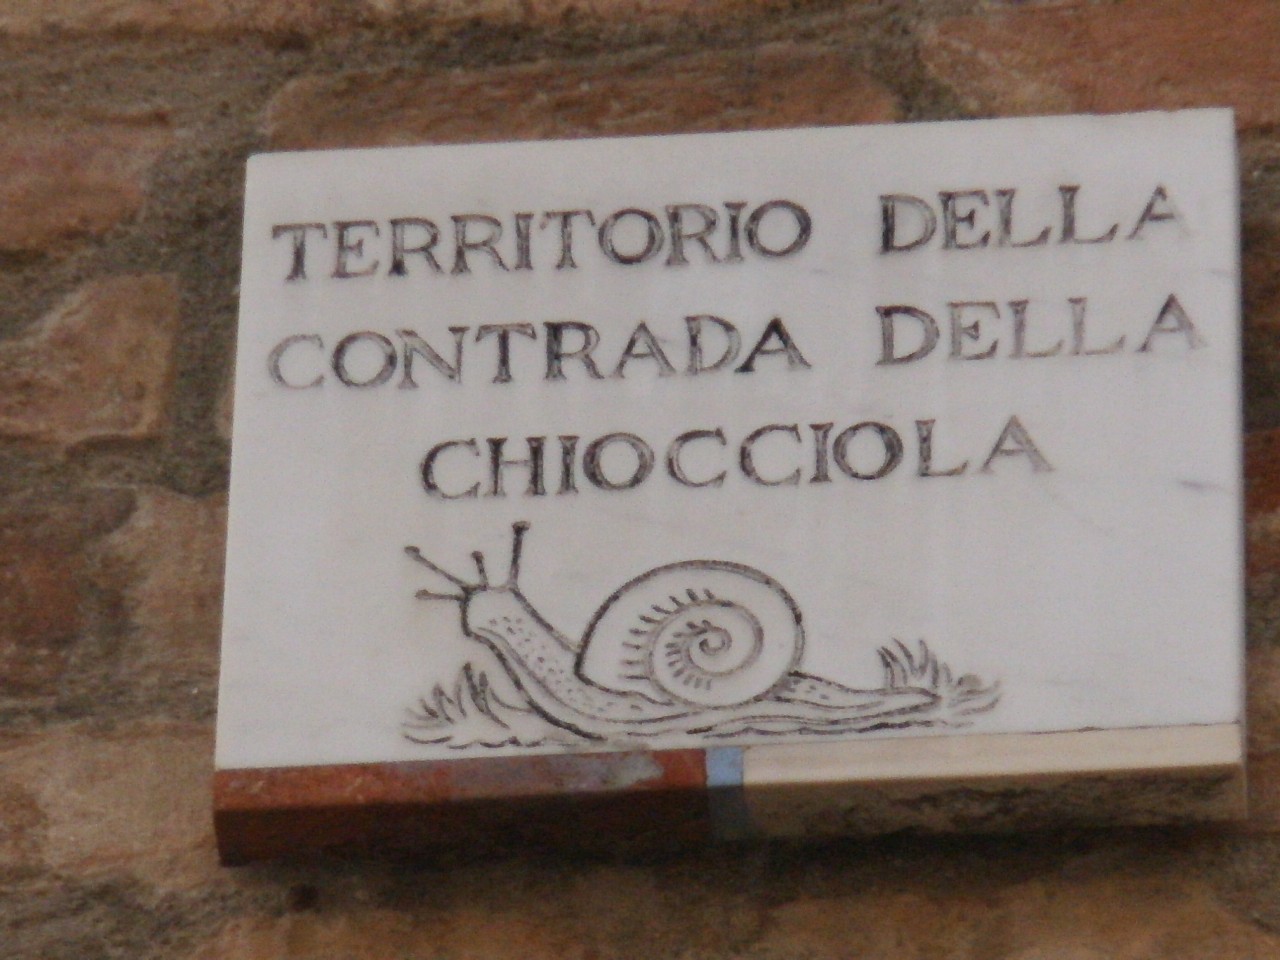 TERRITORIO DELLA
CONTRADA DELLA
CHIOCCIOLA